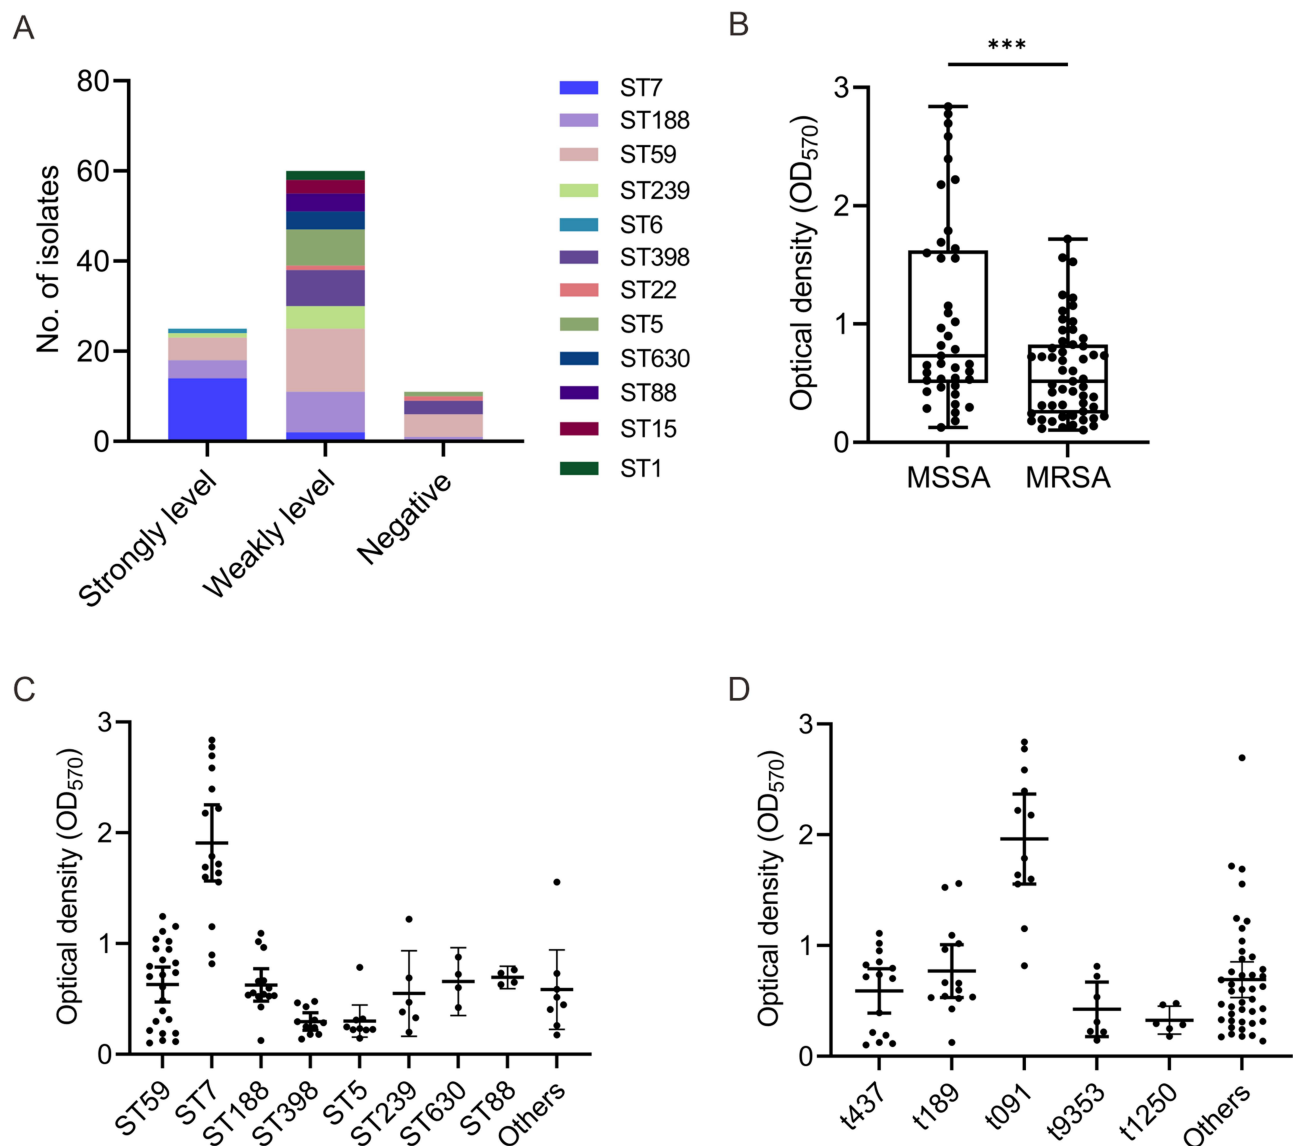 A
No. of isolates
80
60
40
20
0
Strongly level
Weakly level
Negative
ST7
ST188
ST59
ST239
ST6
ST398
ST22
ST5
ST630
ST88
ST15
ST1
B
***
Optical density (OD570)
3
2
1
0
MSSA
MRSA
C
Optical density (OD570)
3
2
1
0
ST59
ST7
ST188
ST398
ST5
ST239
ST630
ST88
Others
D
Optical density (OD570)
3
2
1
0
t437
t189
t091
t9353
t1250
Others